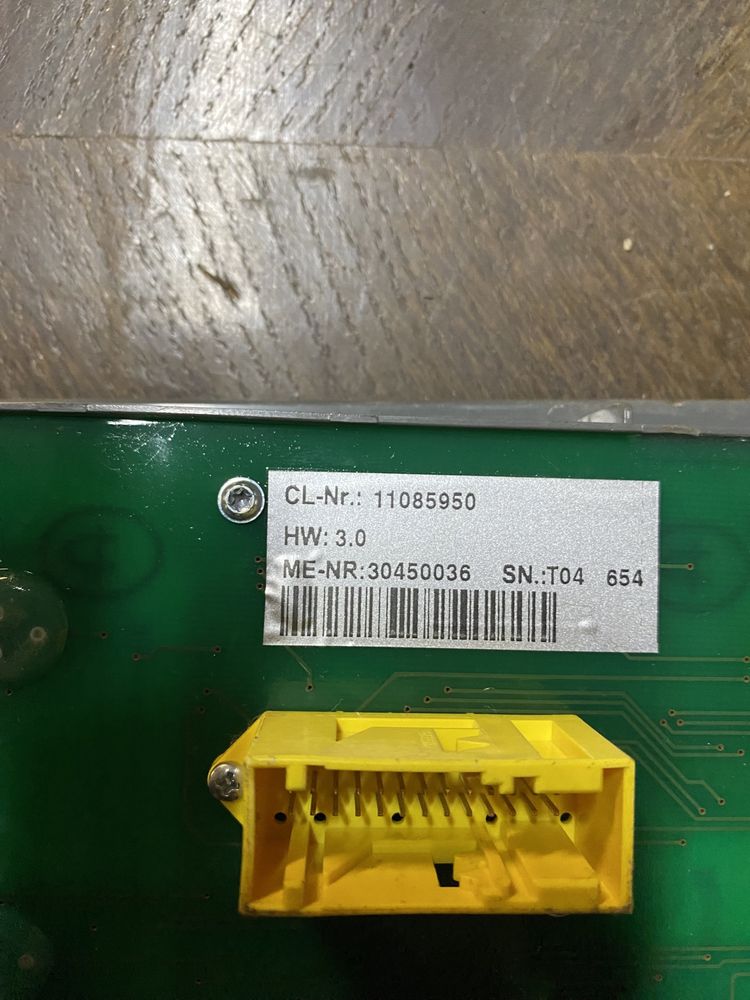 CL-Nr.: 11085950
HW: 3.0
ME-NR:30450036 SN.:T04 654